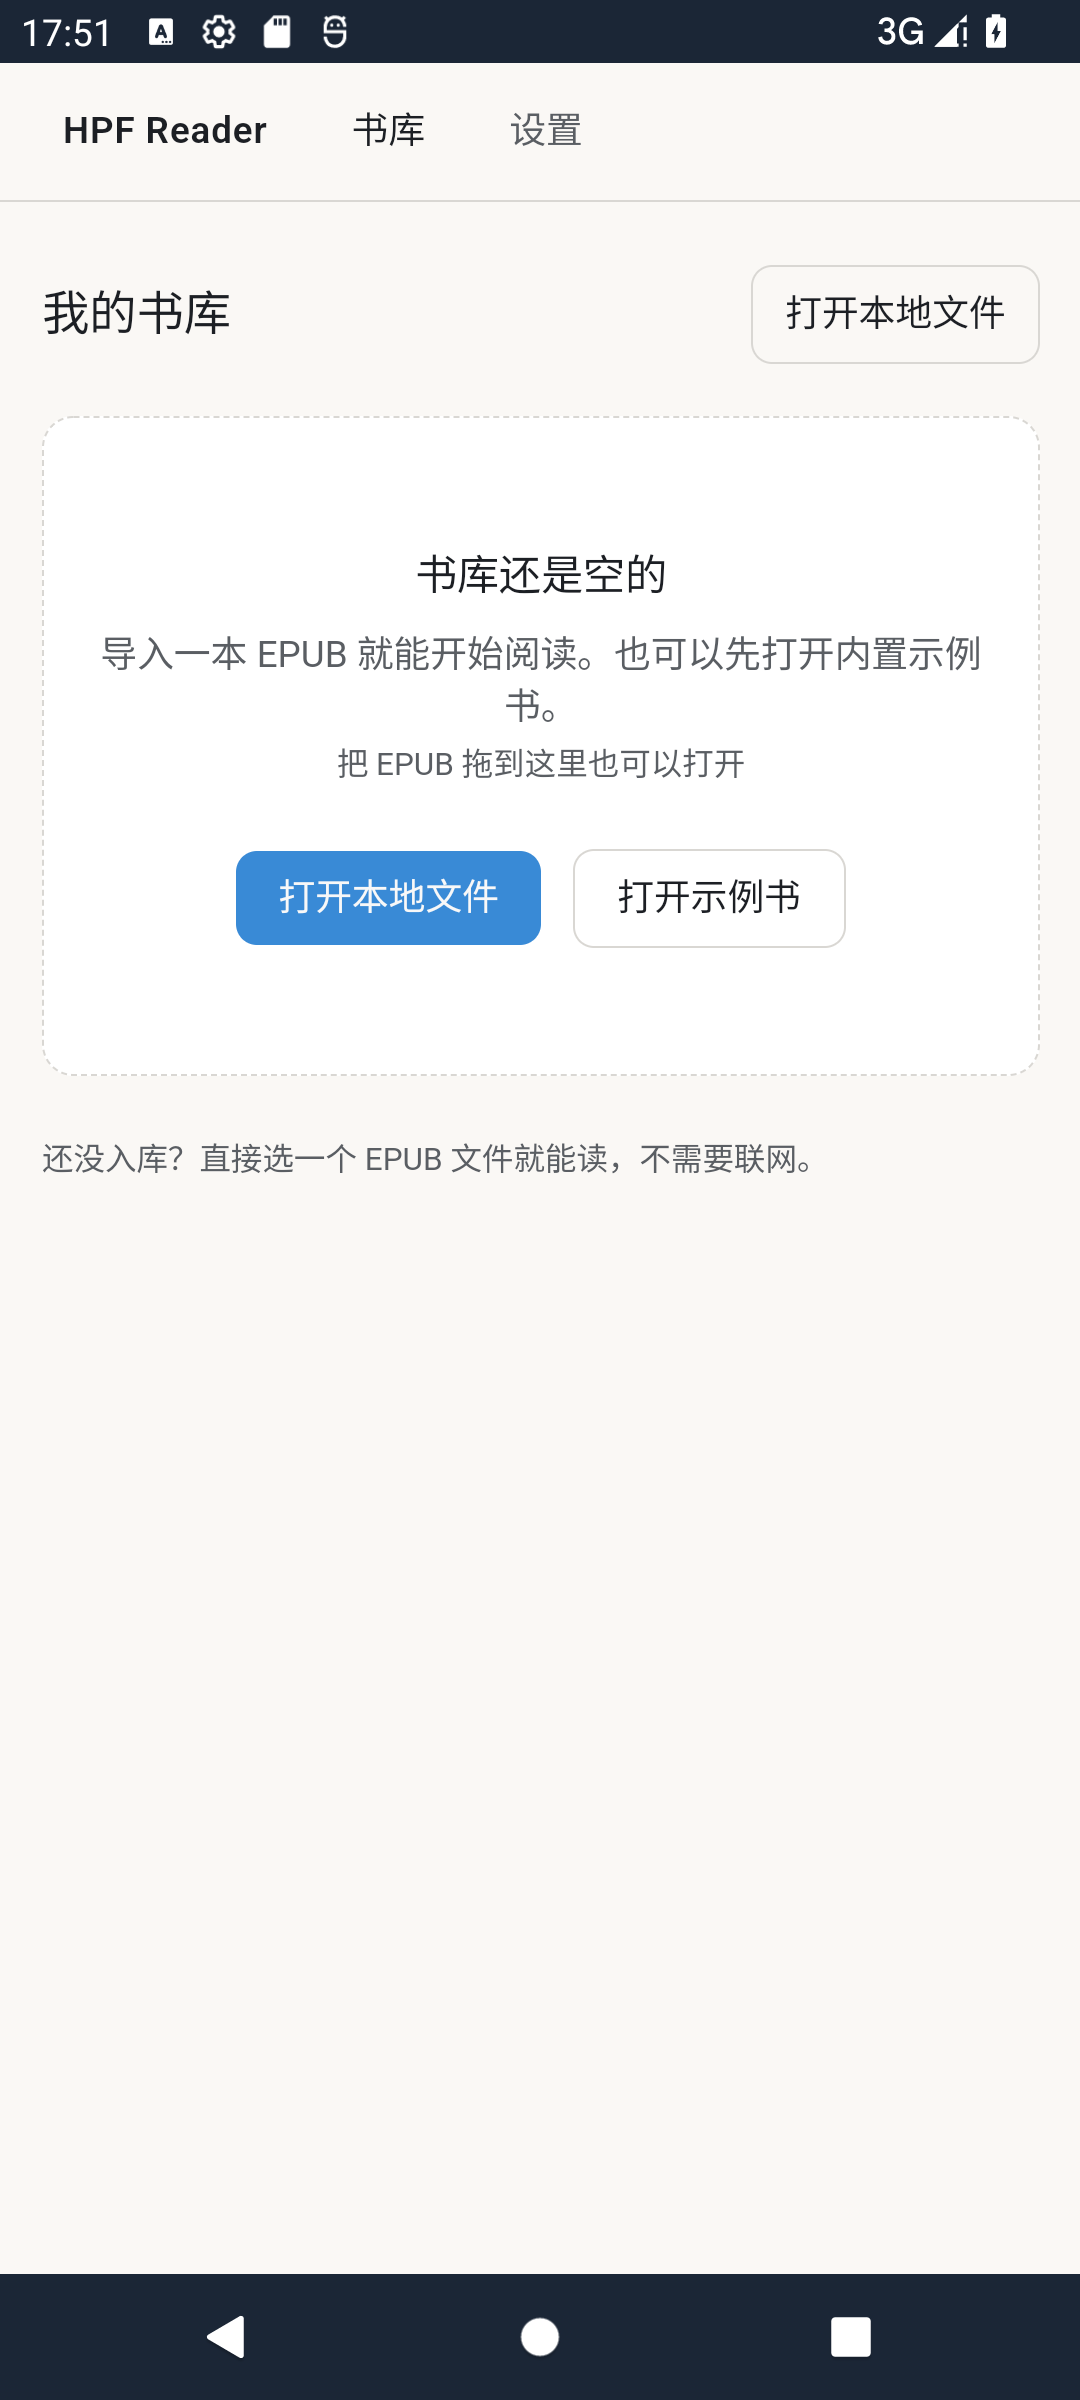 17:51
3G
HPF Reader 书库 设置
我的书库
打开本地文件
书库还是空的
导入一本 EPUB 就能开始阅读。也可以先打开内置示例
书。
把 EPUB 拖到这里也可以打开
打开本地文件 打开示例书
还没入库？直接选一个 EPUB 文件就能读，不需要联网。